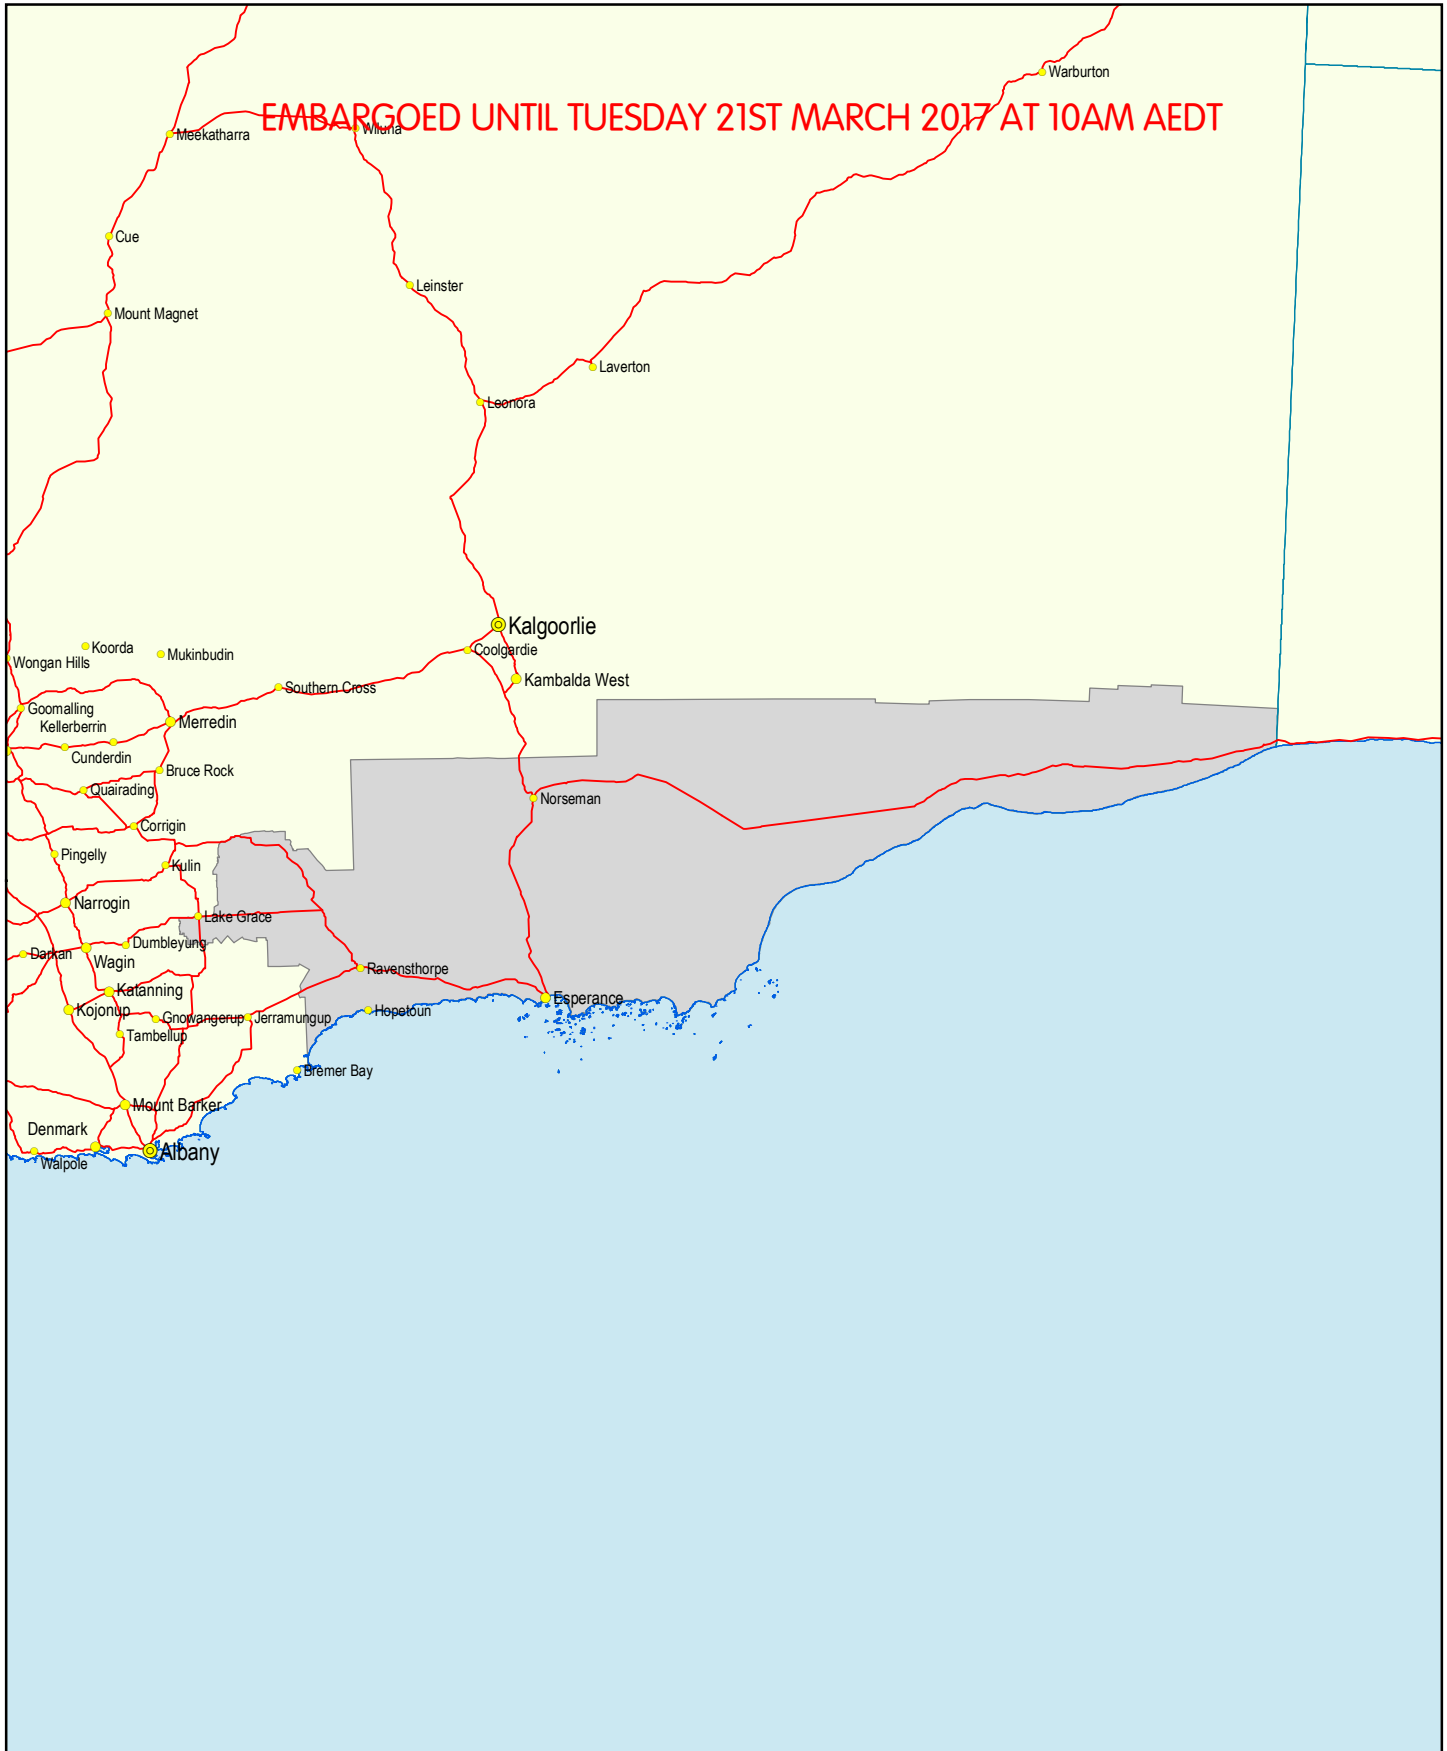 Warburton
EMBARGOED UNTIL TUESDAY 21ST MARCH 2017 AT 10AM AEDT
Meekatharra
Wiluna
Cue
Leinster
Mount Magnet
Laverton
Leonora
Kalgoorlie
Koorda
Mukinbudin
Coolgardie
Wongan Hills
Kambalda West
Southern Cross
Goomalling
Kellerberrin
Merredin
Cunderdin
Bruce Rock
Quairading
Norseman
Corrigin
Pingelly
Kulin
Narrogin
Lake Grace
Dumbleyung
Darkan
Wagin
Ravensthorpe
Katanning
Esperance
Kojonup
Hopetoun
Gnowangerup
Jerramungup
Tambellup
Bremer Bay
Mount Barker
Denmark
Albany
Walpole